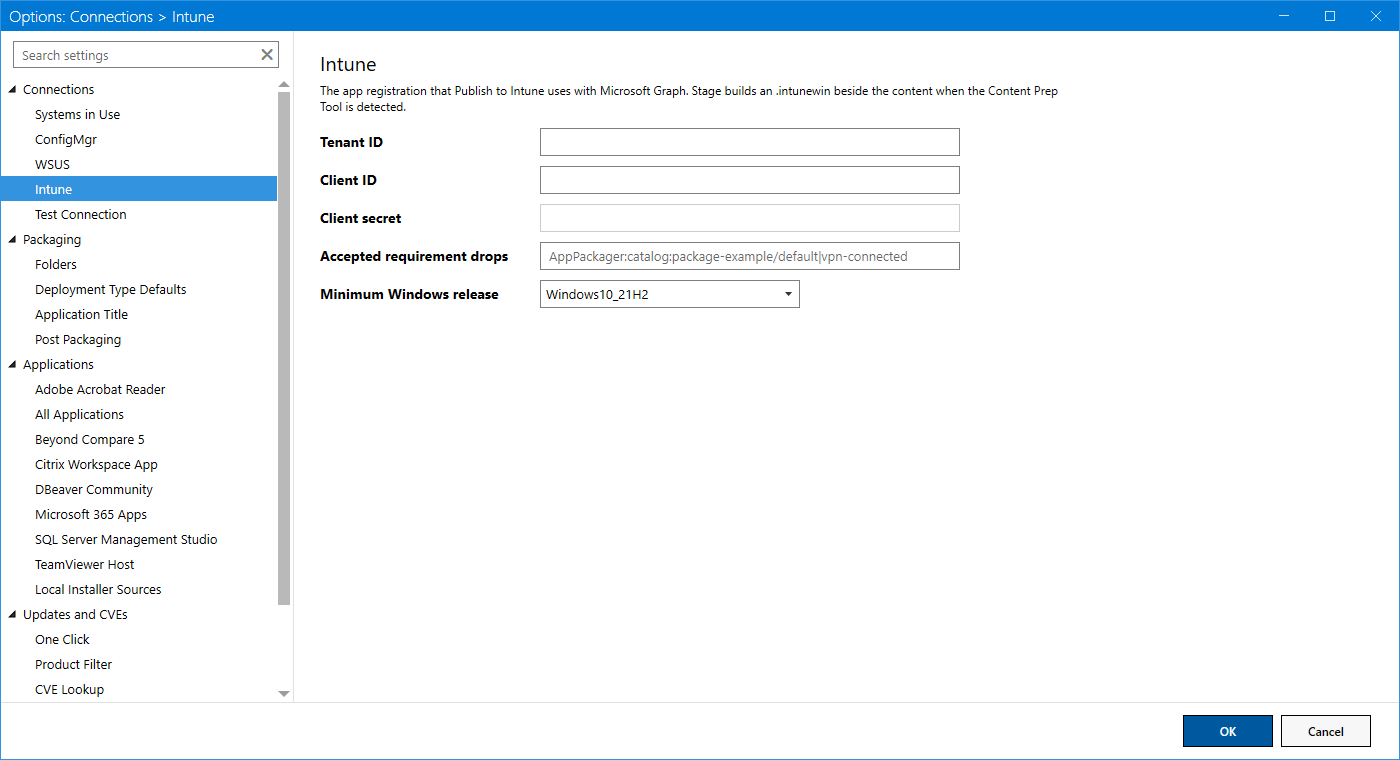 Options: Connections > Intune
Search settings
Connections
Systems in Use
ConfigMgr
WSUS
Intune
Test Connection
Packaging
Folders
Deployment Type Defaults
Application Title
Post Packaging
Applications
Adobe Acrobat Reader
All Applications
Beyond Compare 5
Citrix Workspace App
DBeaver Community
Microsoft 365 Apps
SQL Server Management Studio
TeamViewer Host
Local Installer Sources
Updates and CVEs
One Click
Product Filter
CVE Lookup
Intune
The app registration that Publish to Intune uses with Microsoft Graph. Stage builds an .intunewin beside the content when the Content Prep
Tool is detected.
Tenant ID
Client ID
Client secret
Accepted requirement drops
AppPackager:catalog:package-example/default|vpn-connected
Minimum Windows release
Windows10_21H2
OK
Cancel